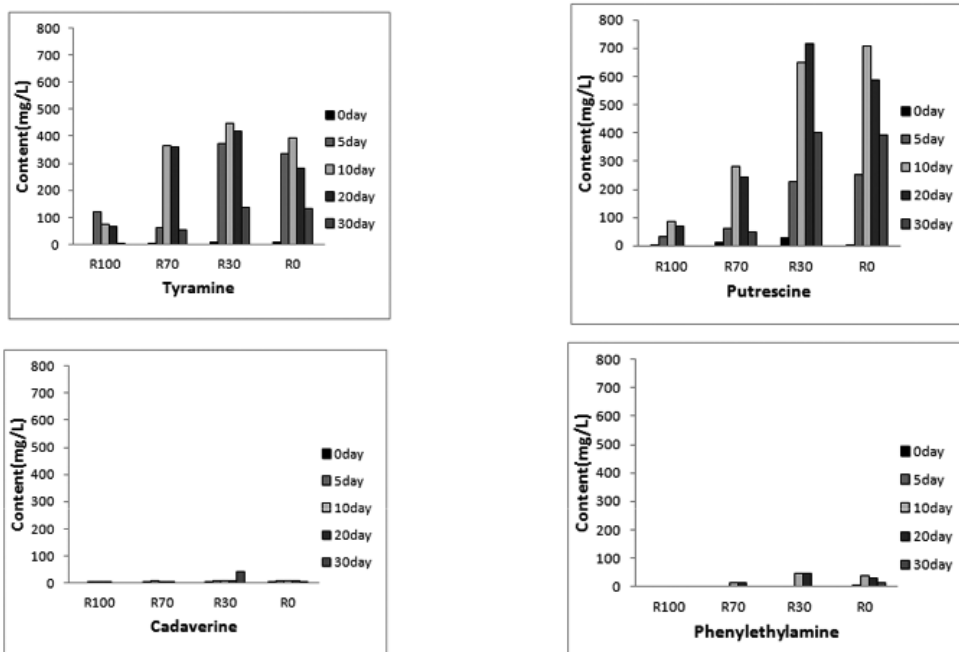 800
700
600
500
400
300
200
100
0
Content(mg/L)
R100 R70 R30 R0
Tyramine
0day
5day
10day
20day
30day
800
700
600
500
400
300
200
100
0
Content(mg/L)
R100 R70 R30 R0
Putrescine
0day
5day
10day
20day
30day
800
700
600
500
400
300
200
100
0
Content(mg/L)
R100 R70 R30 R0
Cadaverine
0day
5day
10day
20day
30day
800
700
600
500
400
300
200
100
0
Content(mg/L)
R100 R70 R30 R0
Phenylethylamine
0day
5day
10day
20day
30day